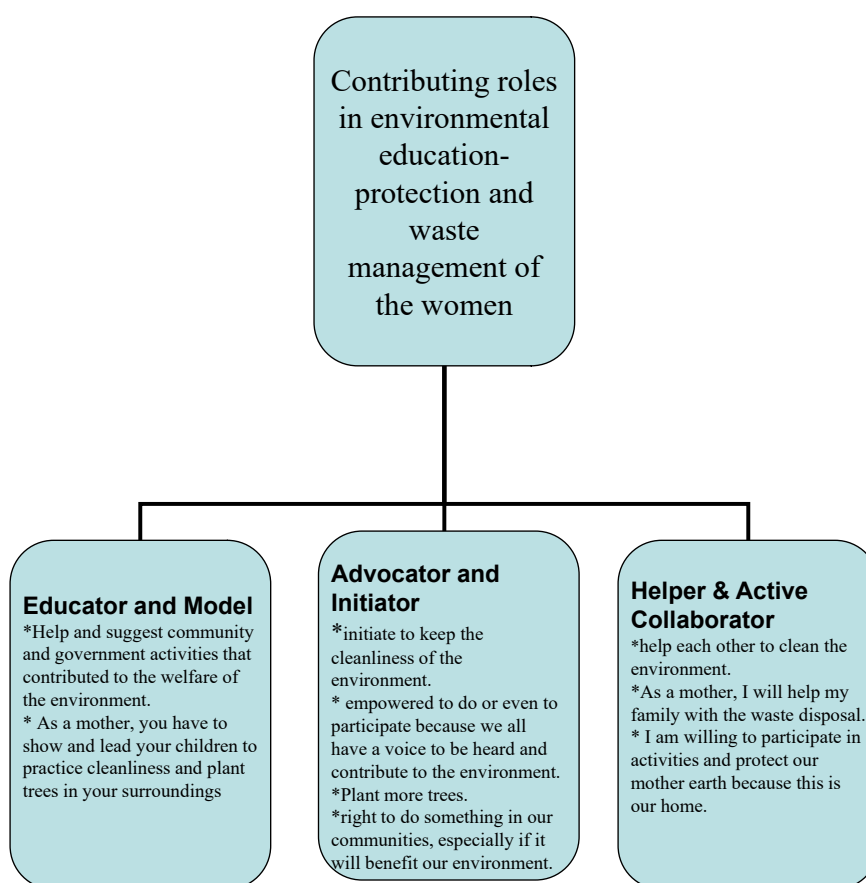 Contributing roles
in environmental
education-
protection and
waste
management of
the women
Educator and Model
*Help and suggest community
and government activities that
contributed to the welfare of
the environment.
* As a mother, you have to
show and lead your children to
practice cleanliness and plant
trees in your surroundings
Advocator and
Initiator
*initiate to keep the
cleanliness of the
environment.
* empowered to do or even to
participate because we all
have a voice to be heard and
contribute to the environment.
*Plant more trees.
*right to do something in our
communities, especially if it
will benefit our environment.
Helper & Active
Collaborator
*help each other to clean the
environment.
*As a mother, I will help my
family with the waste disposal.
* I am willing to participate in
activities and protect our
mother earth because this is
our home.